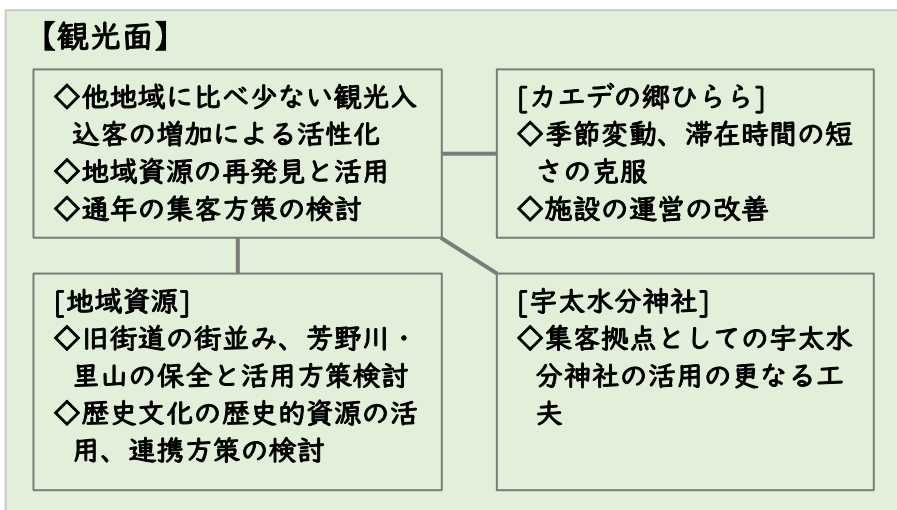 【観光面】
◇他地域に比べ少ない観光入
込客の増加による活性化
◇地域資源の再発見と活用
◇通年の集客方策の検討
[カエデの郷ひらら]
◇季節変動、滞在時間の短
さの克服
◇施設の運営の改善
[地域資源]
◇旧街道の街並み、芳野川・
里山の保全と活用方策検討
◇歴史文化の歴史的資源の活
用、連携方策の検討
[宇太水分神社]
◇集客拠点としての宇太水
分神社の活用の更なる工
夫